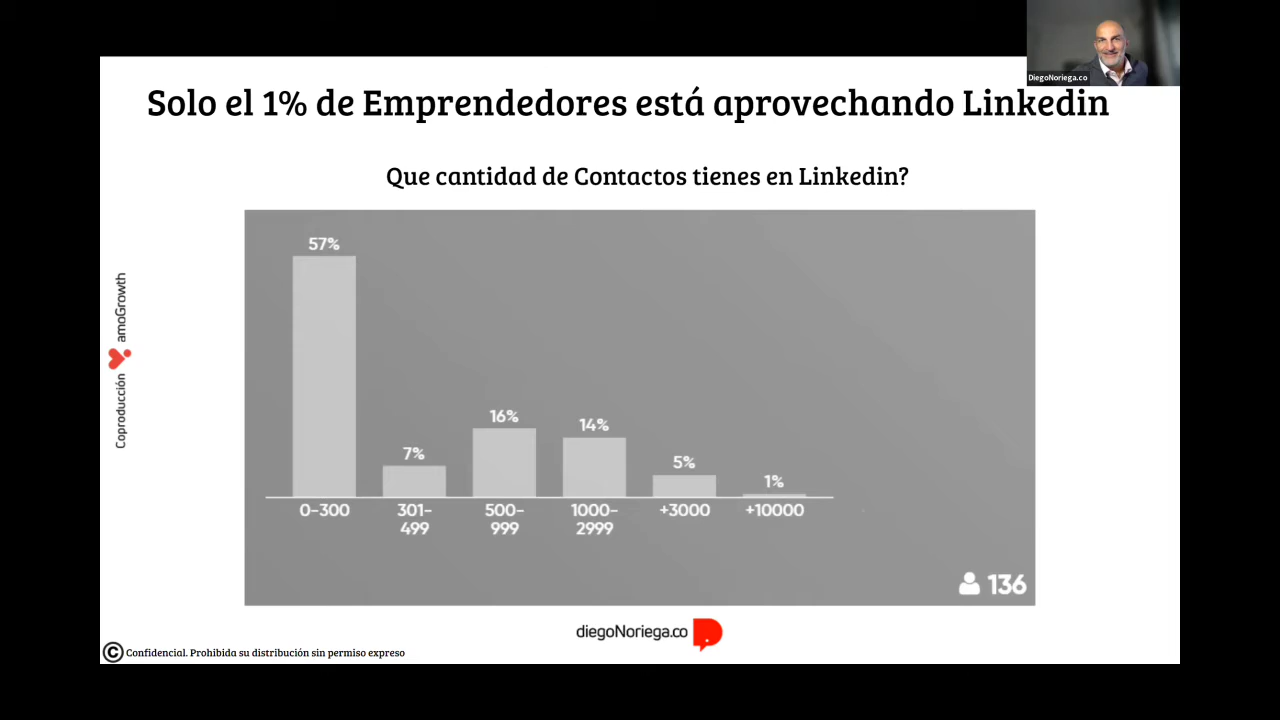 DiegoNoriega.co
Solo el 1% de Emprendedores está aprovechando Linkedin
Que cantidad de Contactos tienes en Linkedin?
57%
7%
16%
14%
5%
1%
0-300
301-
499
500-
999
1000-
2999
+3000
+10000
136
Coproducción amoGrowth
diegoNoriega.co
© Confidencial. Prohibida su distribución sin permiso expreso